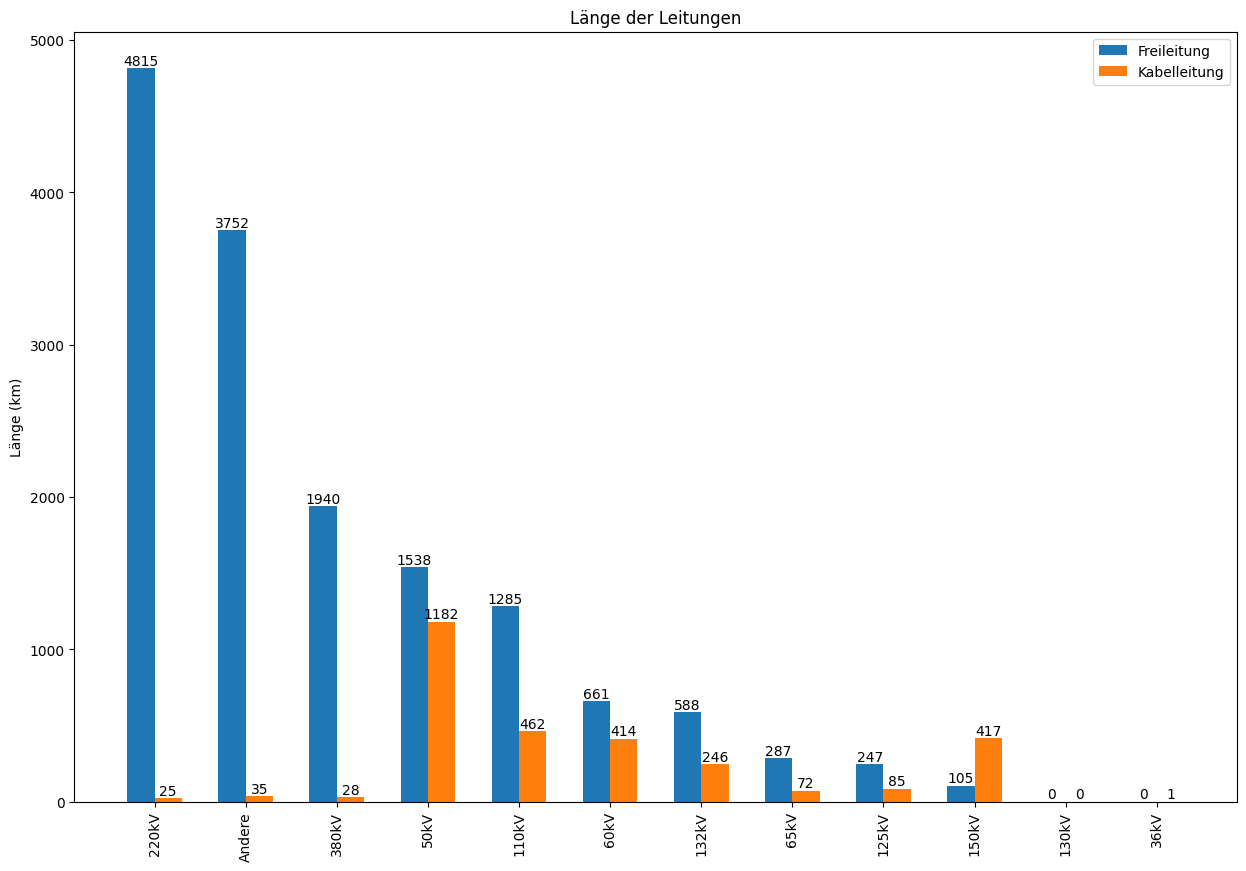 Länge der Leitungen
Freileitung
Kabelleitung
Länge (km)
5000
4000
3000
2000
1000
0
4815 25
3752 35
1940 28
1538 1182
1285 462
661 414
588 246
287 72
247 85
105 417
0 0
0 1
220kV
Andere
380kV
50kV
110kV
60kV
132kV
65kV
125kV
150kV
130kV
36kV